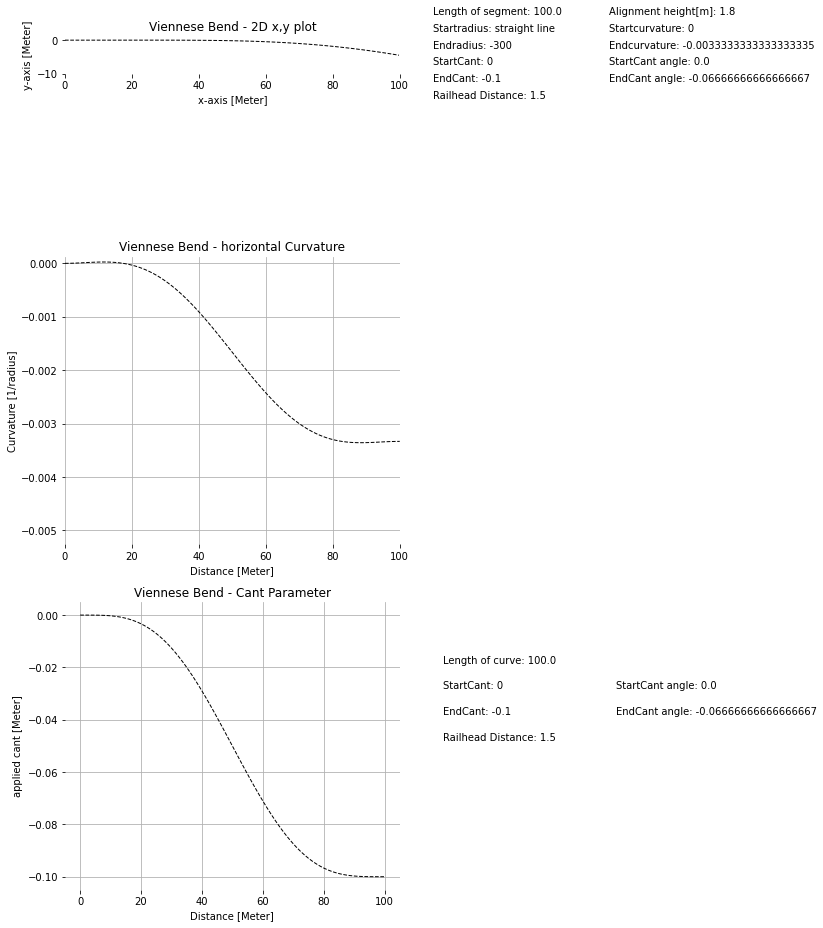 Viennese Bend - 2D x,y plot
y-axis [Meter]
0
−10
0 20 40 60 80 100
x-axis [Meter]
Length of segment: 100.0
Startradius: straight line
Endradius: -300
StartCant: 0
EndCant: -0.1
Railhead Distance: 1.5
Alignment height[m]: 1.8
Startcurvature: 0
Endcurvature: -0.0033333333333333335
StartCant angle: 0.0
EndCant angle: -0.06666666666666667
Viennese Bend - horizontal Curvature
Curvature [1/radius]
0.000
−0.001
−0.002
−0.003
−0.004
−0.005
0 20 40 60 80 100
Distance [Meter]
Viennese Bend - Cant Parameter
applied cant [Meter]
0.00
−0.02
−0.04
−0.06
−0.08
−0.10
0 20 40 60 80 100
Distance [Meter]
Length of curve: 100.0
StartCant: 0
EndCant: -0.1
Railhead Distance: 1.5
StartCant angle: 0.0
EndCant angle: -0.06666666666666667